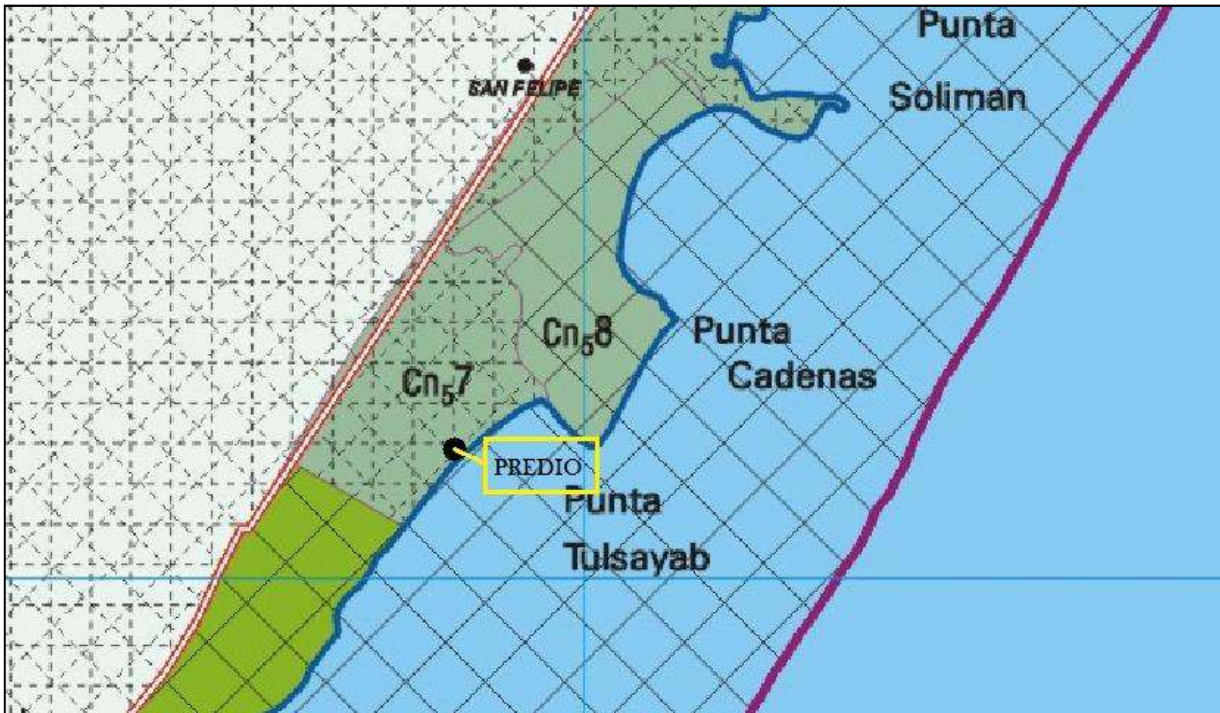 Punta
Soliman
SAN FELIPE
Cn₅8
Punta
Cadenas
Cn₅7
PREDIO
Punta
Tulsayab